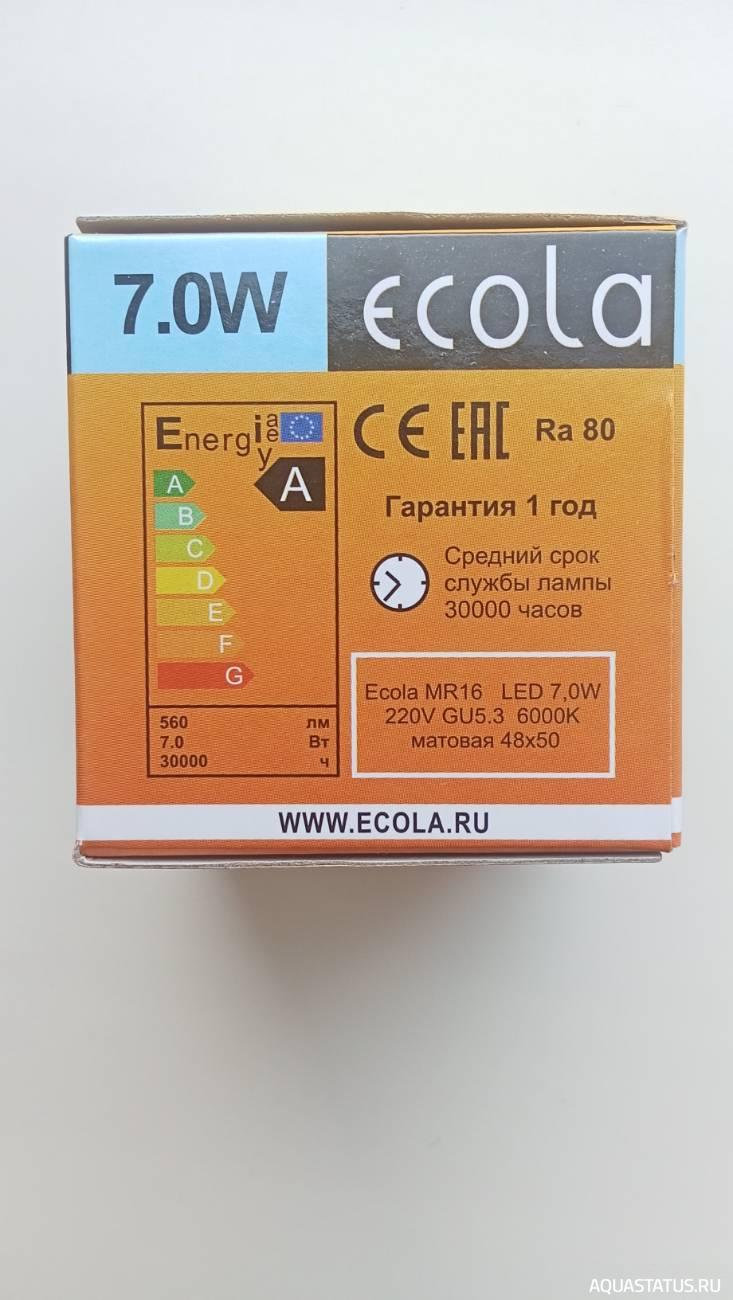 7.0W
Ecola
Energi
y
a
e
A
A
B
C
D
E
F
G
560 лм
7.0 Вт
30000 ч
CE EAC Ra 80
Гарантия 1 год
Средний срок
службы лампы
30000 часов
Ecola MR16 LED 7,0W
220V GU5.3 6000K
матовая 48x50
WWW.ECOLA.RU
AQUASTATUS.RU